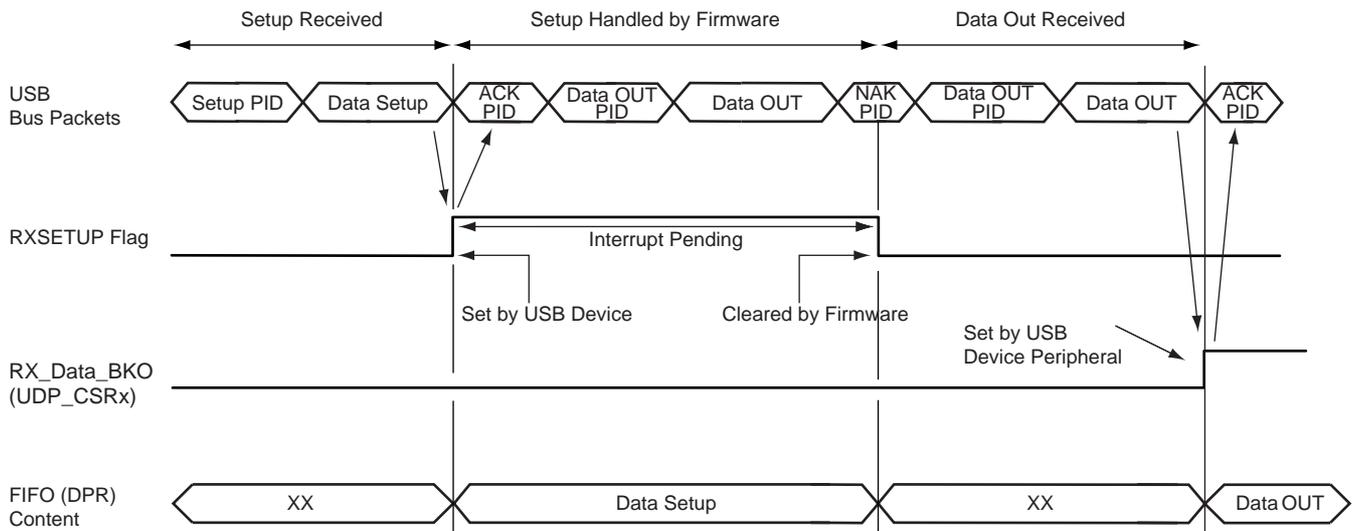 Setup Received
Setup Handled by Firmware
Data Out Received
USB
Bus Packets
Setup PID
Data Setup
ACK
PID
Data OUT
PID
Data OUT
NAK
PID
Data OUT
PID
Data OUT
ACK
PID
RXSETUP Flag
Interrupt Pending
Set by USB Device
Cleared by Firmware
Set by USB
Device Peripheral
RX_Data_BKO
(UDP_CSRx)
FIFO (DPR)
Content
XX
Data Setup
XX
Data OUT